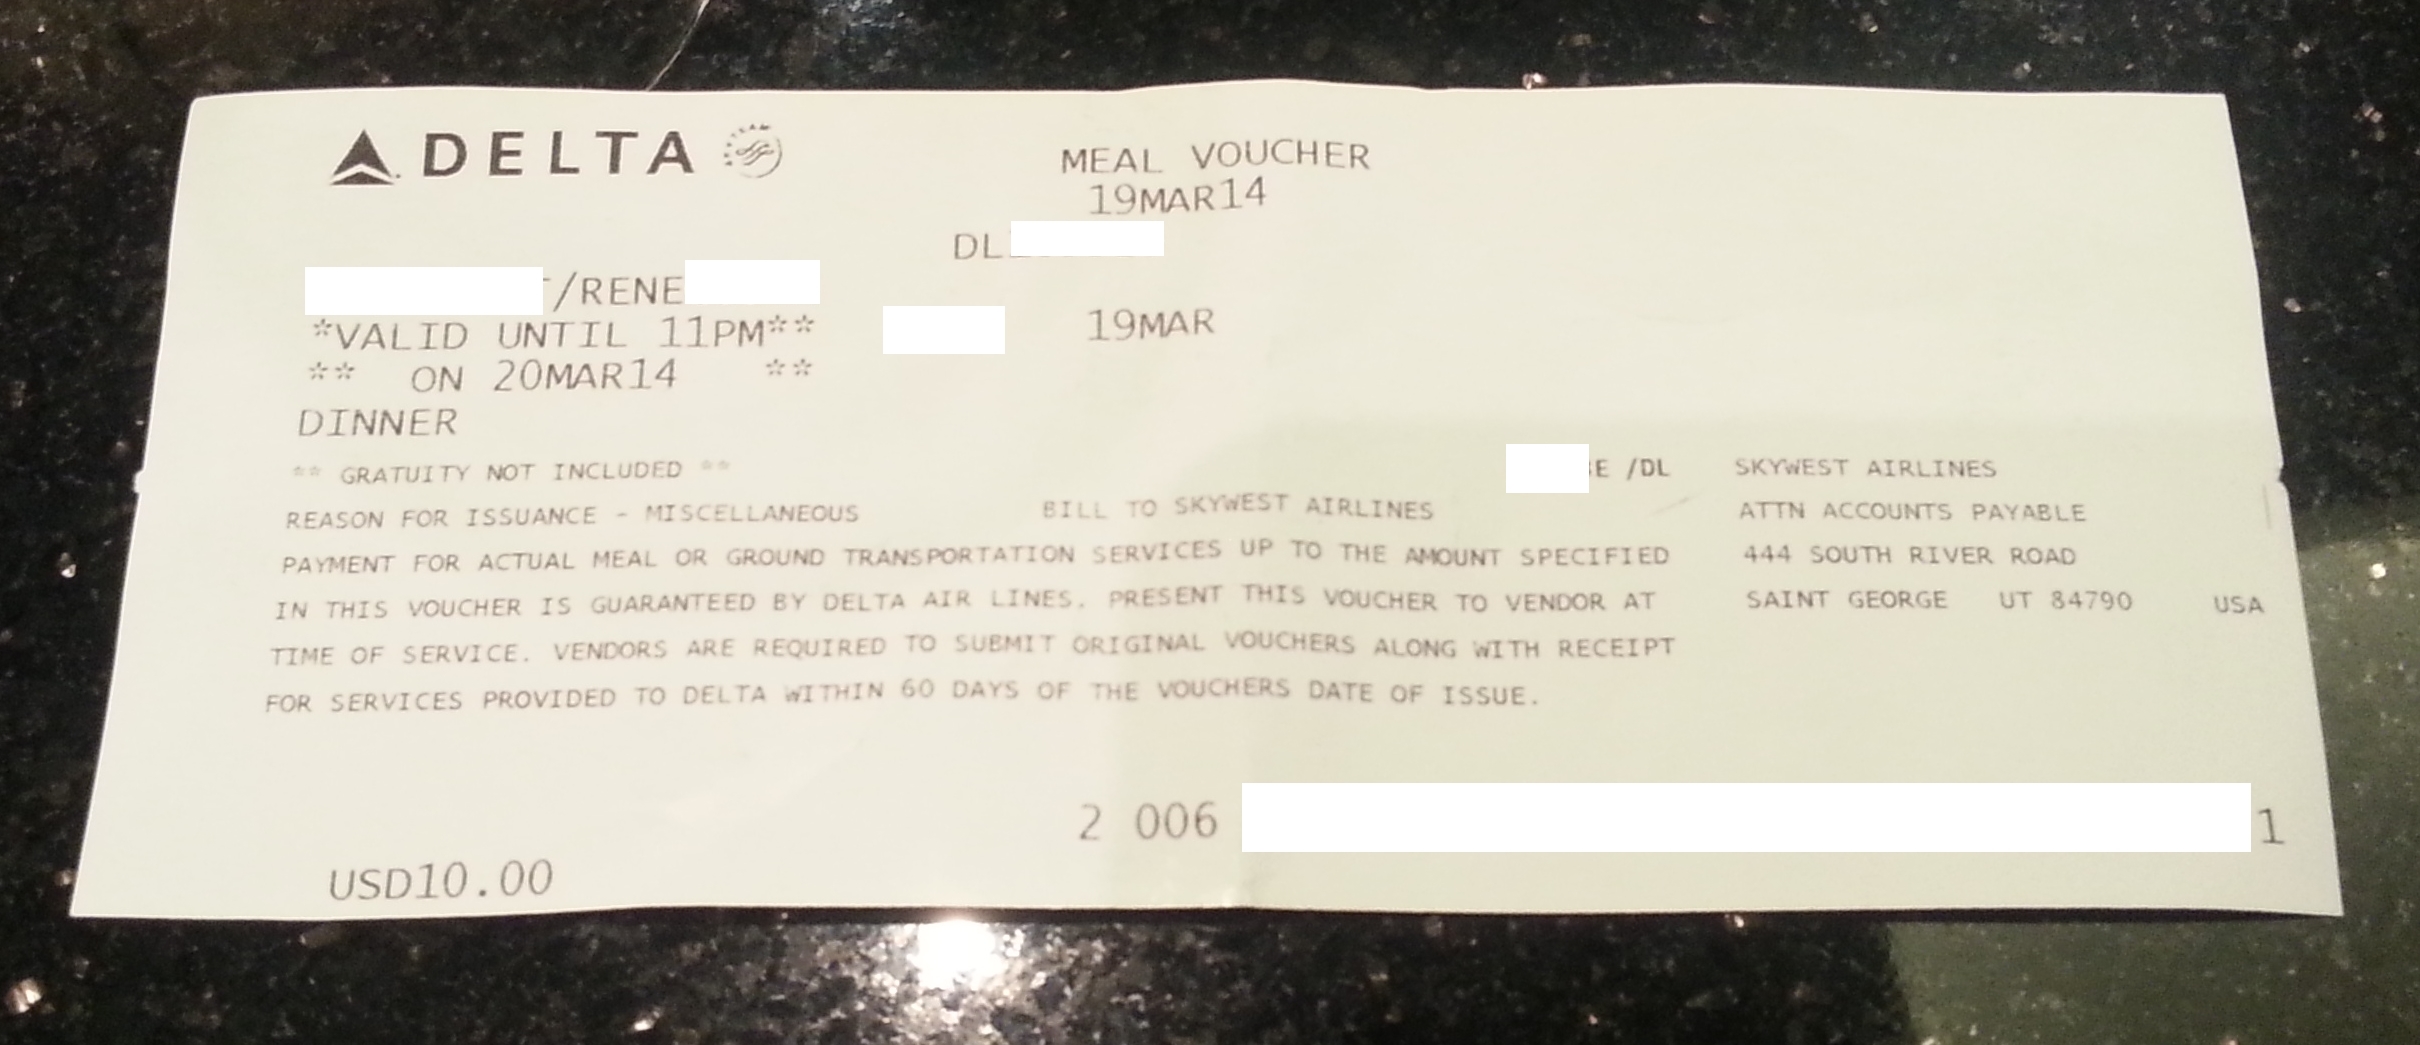 DELTA
MEAL VOUCHER
19MAR14
DL
/RENE
*VALID UNTIL 11PM** 19MAR
** ON 20MAR14 **
DINNER
** GRATUITY NOT INCLUDED ** E /DL SKYWEST AIRLINES
REASON FOR ISSUANCE - MISCELLANEOUS BILL TO SKYWEST AIRLINES ATTN ACCOUNTS PAYABLE
PAYMENT FOR ACTUAL MEAL OR GROUND TRANSPORTATION SERVICES UP TO THE AMOUNT SPECIFIED 444 SOUTH RIVER ROAD
IN THIS VOUCHER IS GUARANTEED BY DELTA AIR LINES. PRESENT THIS VOUCHER TO VENDOR AT SAINT GEORGE UT 84790 USA
TIME OF SERVICE. VENDORS ARE REQUIRED TO SUBMIT ORIGINAL VOUCHERS ALONG WITH RECEIPT
FOR SERVICES PROVIDED TO DELTA WITHIN 60 DAYS OF THE VOUCHERS DATE OF ISSUE.
2 006 1
USD10.00